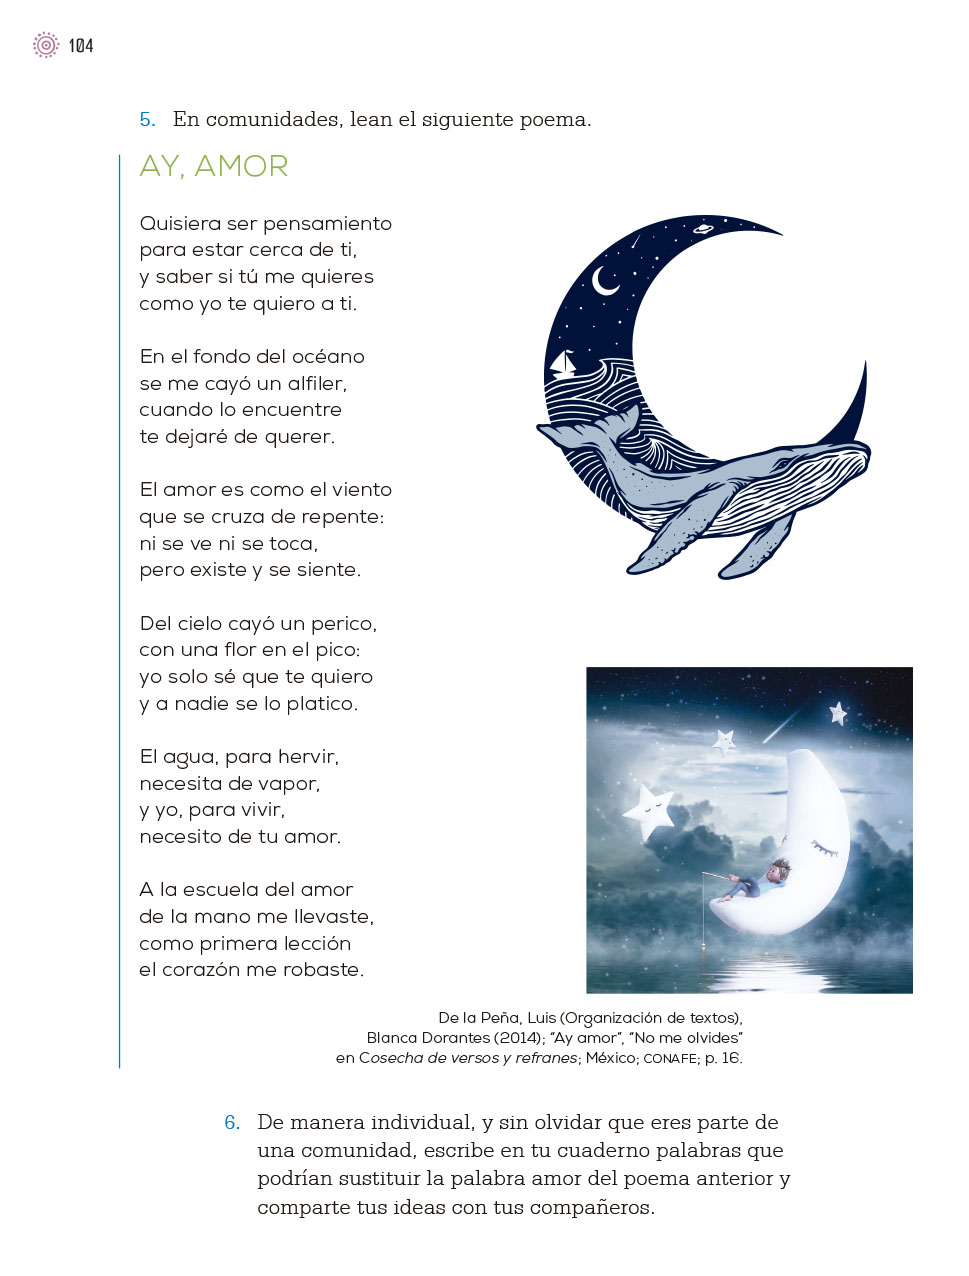 104
5. En comunidades, lean el siguiente poema.
AY, AMOR
Quisiera ser pensamiento
para estar cerca de ti,
y saber si tú me quieres
como yo te quiero a ti.
En el fondo del océano
se me cayó un alfiler,
cuando lo encuentre
te dejaré de querer.
El amor es como el viento
que se cruza de repente:
ni se ve ni se toca,
pero existe y se siente.
Del cielo cayó un perico,
con una flor en el pico:
yo solo sé que te quiero
y a nadie se lo platico.
El agua, para hervir,
necesita de vapor,
y yo, para vivir,
necesito de tu amor.
A la escuela del amor
de la mano me llevaste,
como primera lección
el corazón me robaste.
De la Peña, Luis (Organización de textos),
Blanca Dorantes (2014); “Ay amor”, “No me olvides”
en Cosecha de versos y refranes; México; CONAFE; p. 16.
6. De manera individual, y sin olvidar que eres parte de
una comunidad, escribe en tu cuaderno palabras que
podrían sustituir la palabra amor del poema anterior y
comparte tus ideas con tus compañeros.